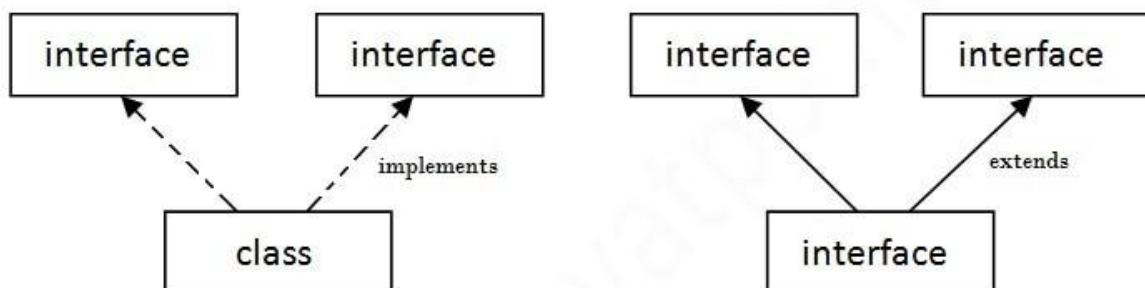 interface
interface
interface
interface
implements
extends
class
interface